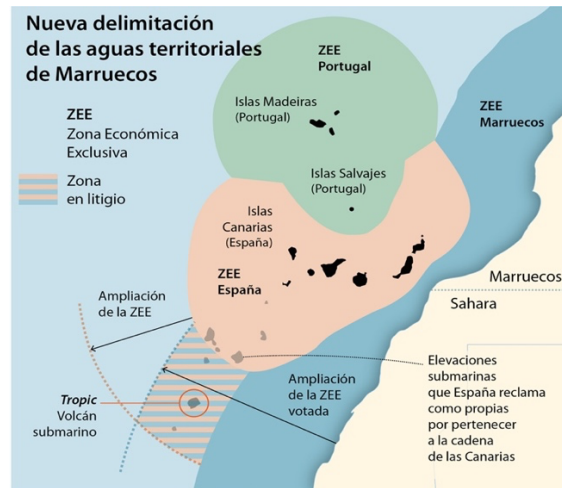 Nueva delimitación
de las aguas territoriales
de Marruecos
ZEE
Zona Económica
Exclusiva
Zona
en litigio
ZEE
Portugal
Islas Madeiras
(Portugal)
ZEE
Marruecos
Islas Salvajes
(Portugal)
Islas
Canarias
(España)
ZEE
España
Marruecos
Sahara
Ampliación
de la ZEE
Tropic
Volcán
submarino
Ampliación
de la ZEE
votada
Elevaciones
submarinas
que España reclama
como propias
por pertenecer
a la cadena
de las Canarias